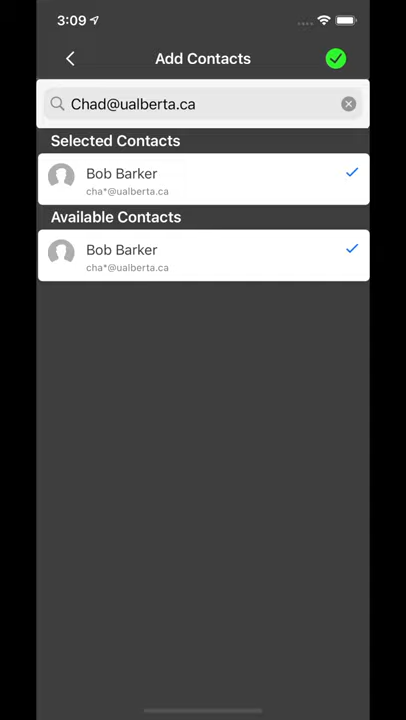 3:09
Add Contacts
Chad@ualberta.ca
Selected Contacts
Bob Barker
cha*@ualberta.ca
Available Contacts
Bob Barker
cha*@ualberta.ca